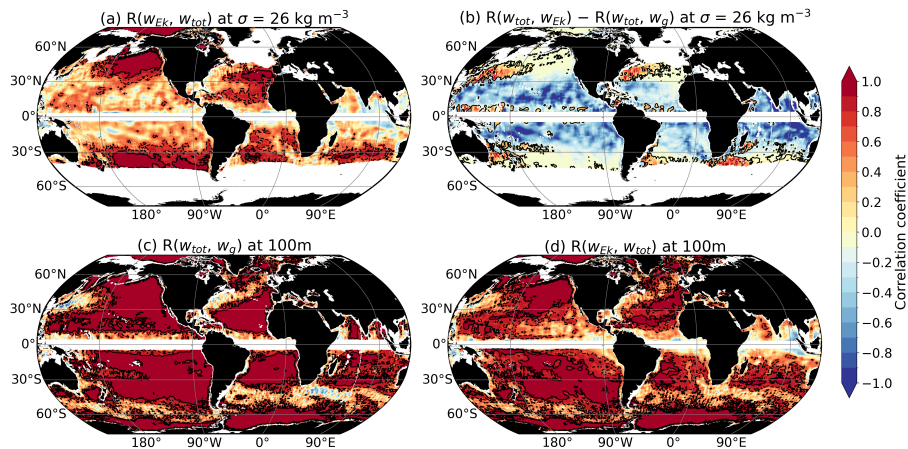 (a) R(w_Ek, w_tot) at σ = 26 kg m⁻³
(b) R(w_tot, w_Ek) − R(w_tot, w_g) at σ = 26 kg m⁻³
60°N
30°N
0°
30°S
60°S
180° 90°W 0° 90°E
60°N
30°N
0°
30°S
60°S
180° 90°W 0° 90°E
(c) R(w_tot, w_g) at 100m
(d) R(w_Ek, w_tot) at 100m
60°N
30°N
0°
30°S
60°S
180° 90°W 0° 90°E
60°N
30°N
0°
30°S
60°S
180° 90°W 0° 90°E
1.0
0.8
0.6
0.4
0.2
0.0
−0.2
−0.4
−0.6
−0.8
−1.0
Correlation coefficient